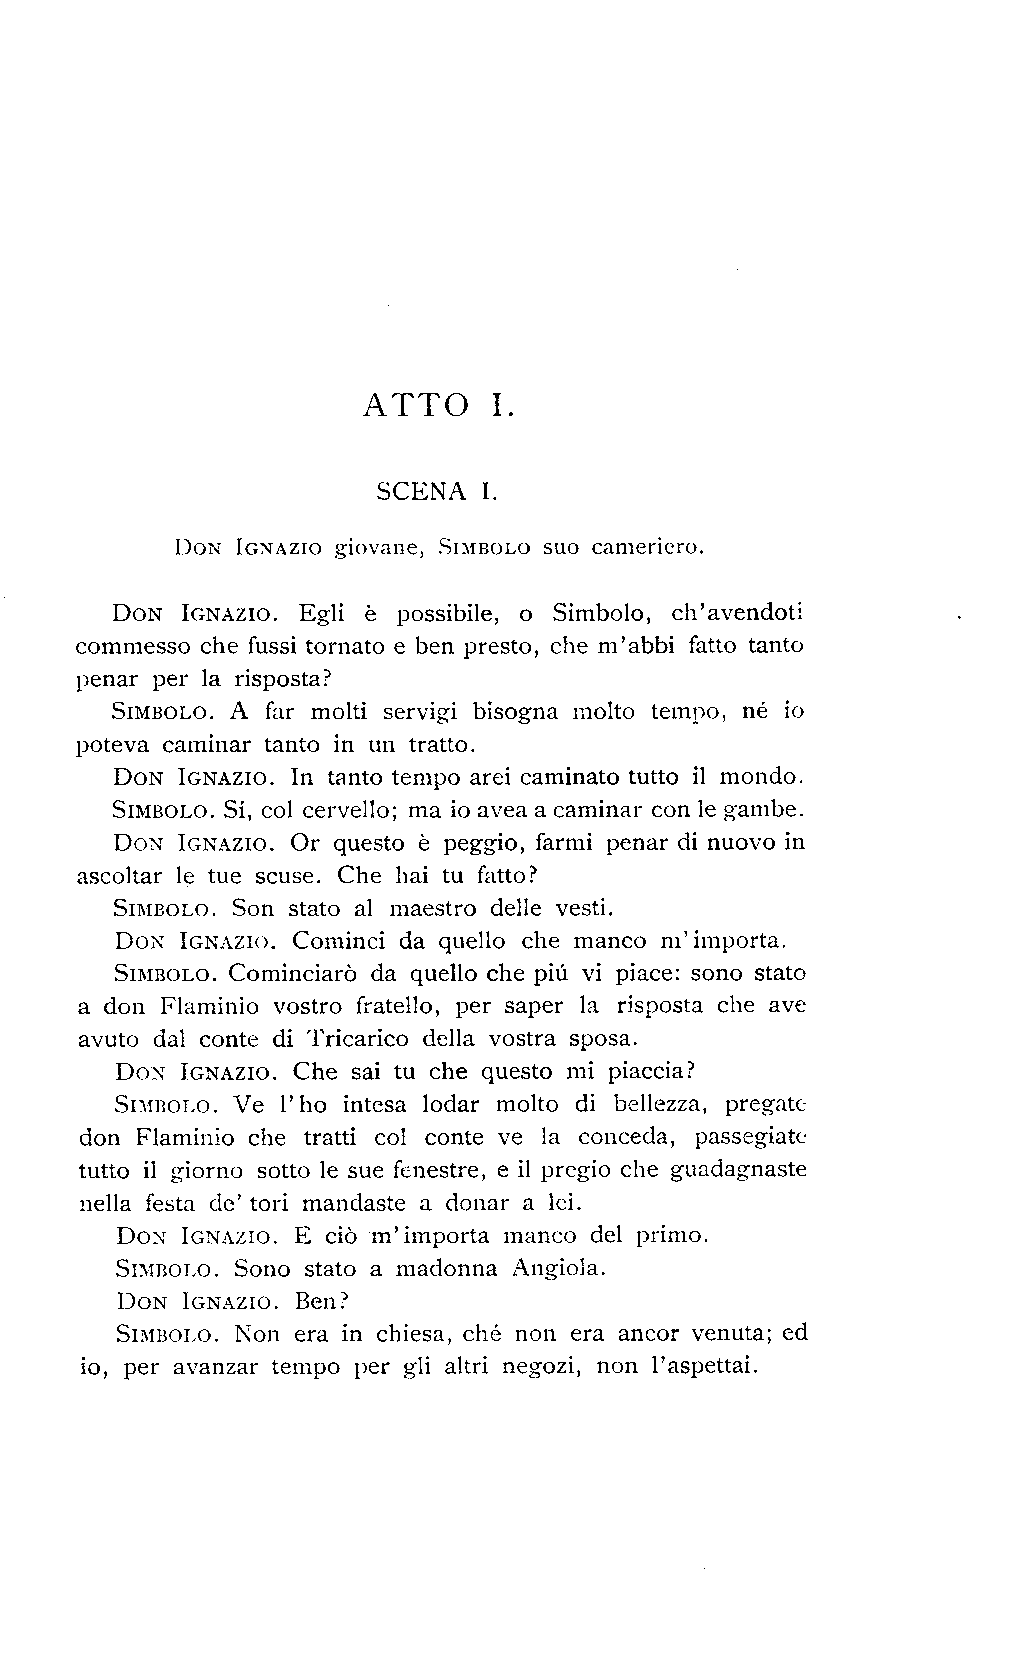 ATTO I.
SCENA I.
Don Ignazio giovane, Simbolo suo cameriero.
Don Ignazio. Egli è possibile, o Simbolo, ch'avendoti
commesso che fussi tornato e ben presto, che m'abbi fatto tanto
penar per la risposta?
Simbolo. A far molti servigi bisogna molto tempo, né io
poteva caminar tanto in un tratto.
Don Ignazio. In tanto tempo arei caminato tutto il mondo.
Simbolo. Sí, col cervello; ma io avea a caminar con le gambe.
Don Ignazio. Or questo è peggio, farmi penar di nuovo in
ascoltar le tue scuse. Che hai tu fatto?
Simbolo. Son stato al maestro delle vesti.
Don Ignazio. Cominci da quello che manco m'importa.
Simbolo. Cominciarò da quello che piú vi piace: sono stato
a don Flaminio vostro fratello, per saper la risposta che ave
avuto dal conte di Tricarico della vostra sposa.
Don Ignazio. Che sai tu che questo mi piaccia?
Simbolo. Ve l'ho intesa lodar molto di bellezza, pregate
don Flaminio che tratti col conte ve la conceda, passegiate
tutto il giorno sotto le sue fenestre, e il pregio che guadagnaste
nella festa de' tori mandaste a donar a lei.
Don Ignazio. E ciò m'importa manco del primo.
Simbolo. Sono stato a madonna Angiola.
Don Ignazio. Ben?
Simbolo. Non era in chiesa, ché non era ancor venuta; ed
io, per avanzar tempo per gli altri negozi, non l'aspettai.